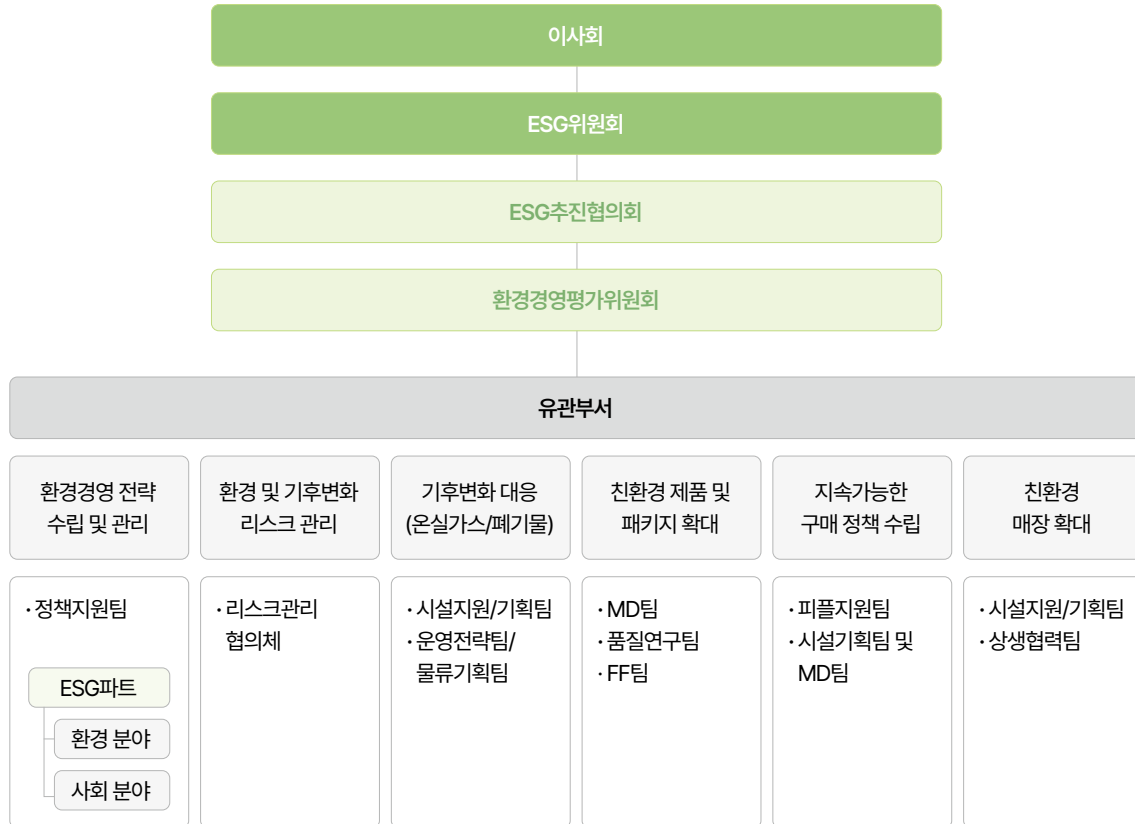 이사회
ESG위원회
ESG추진협의회
환경경영평가위원회
유관부서
환경경영 전략
수립 및 관리
환경 및 기후변화
리스크 관리
기후변화 대응
(온실가스/폐기물)
친환경 제품 및
패키지 확대
지속가능한
구매 정책 수립
친환경
매장 확대
· 정책지원팀
ESG파트
환경 분야
사회 분야
· 리스크관리
협의체
· 시설지원/기획팀
· 운영전략팀/
물류기획팀
· MD팀
· 품질연구팀
· FF팀
· 피플지원팀
· 시설기획팀 및
MD팀
· 시설지원/기획팀
· 상생협력팀